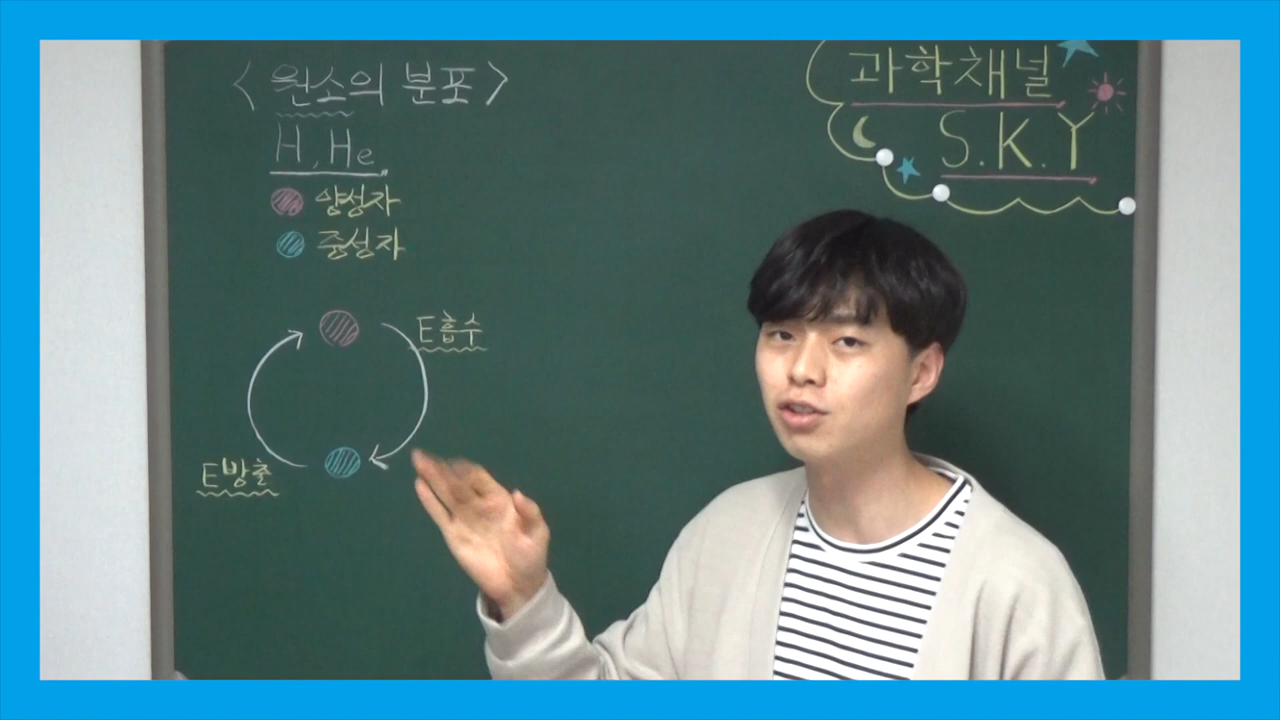 <원소의 분포>
H, He
양성자
중성자
E흡수
E방출
과학채널
S.K.Y